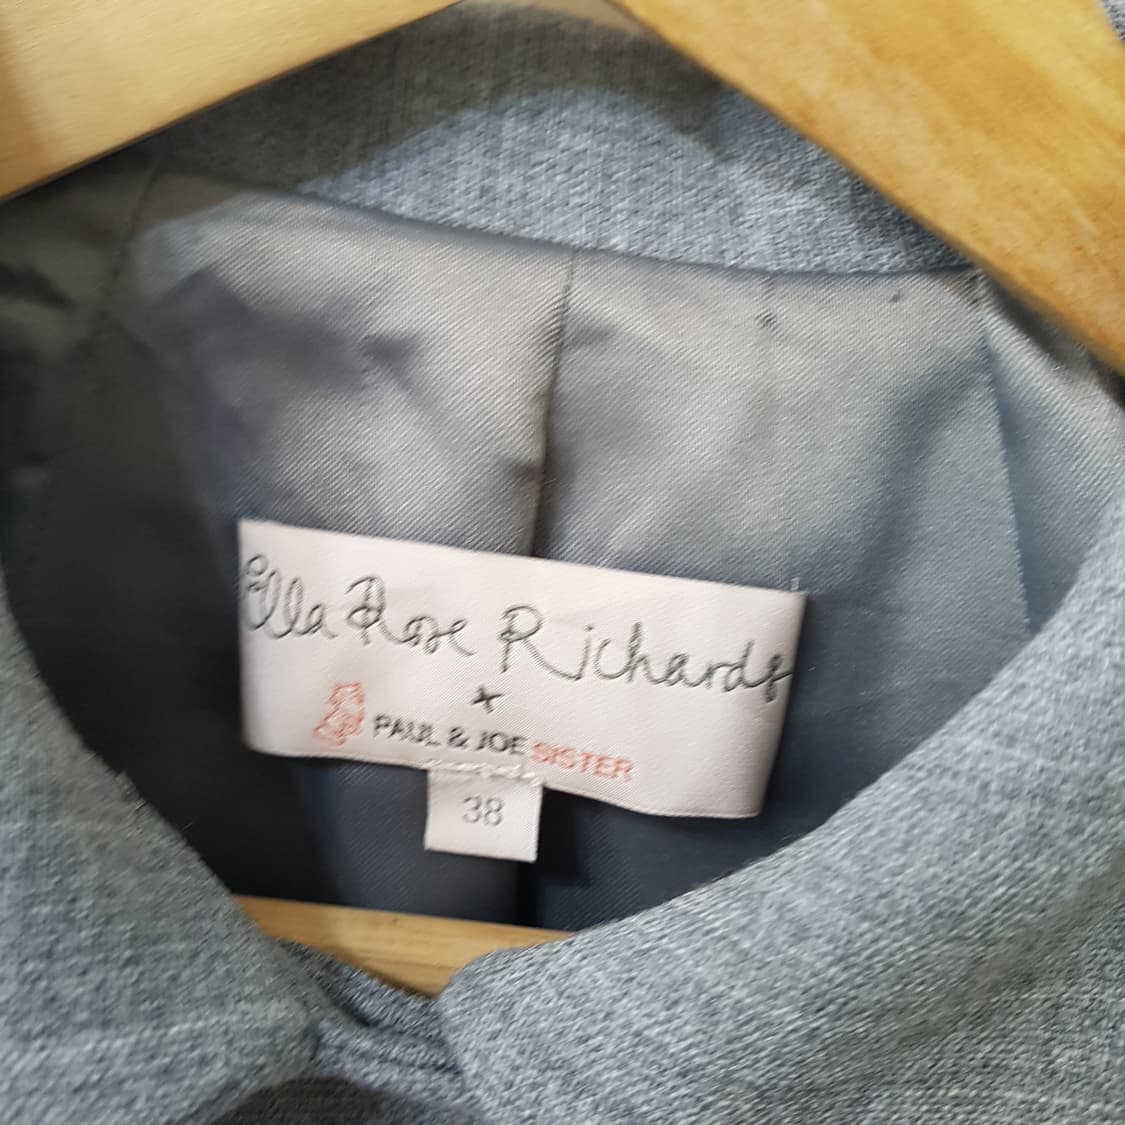 Ella Rose Richards
x
PAUL & JOE SISTER
38